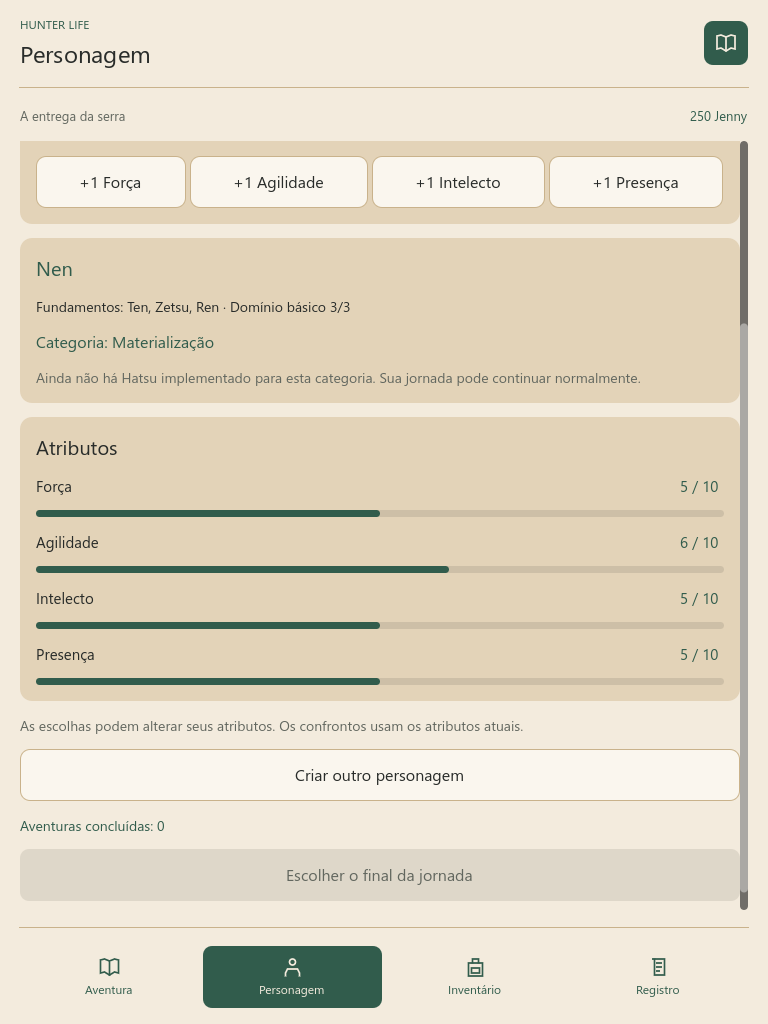 HUNTER LIFE
Personagem
A entrega da serra
250 Jenny
+1 Força
+1 Agilidade
+1 Intelecto
+1 Presença
Nen
Fundamentos: Ten, Zetsu, Ren · Domínio básico 3/3
Categoria: Materialização
Ainda não há Hatsu implementado para esta categoria. Sua jornada pode continuar normalmente.
Atributos
Força 5 / 10
Agilidade 6 / 10
Intelecto 5 / 10
Presença 5 / 10
As escolhas podem alterar seus atributos. Os confrontos usam os atributos atuais.
Criar outro personagem
Aventuras concluídas: 0
Escolher o final da jornada
Aventura
Personagem
Inventário
Registro